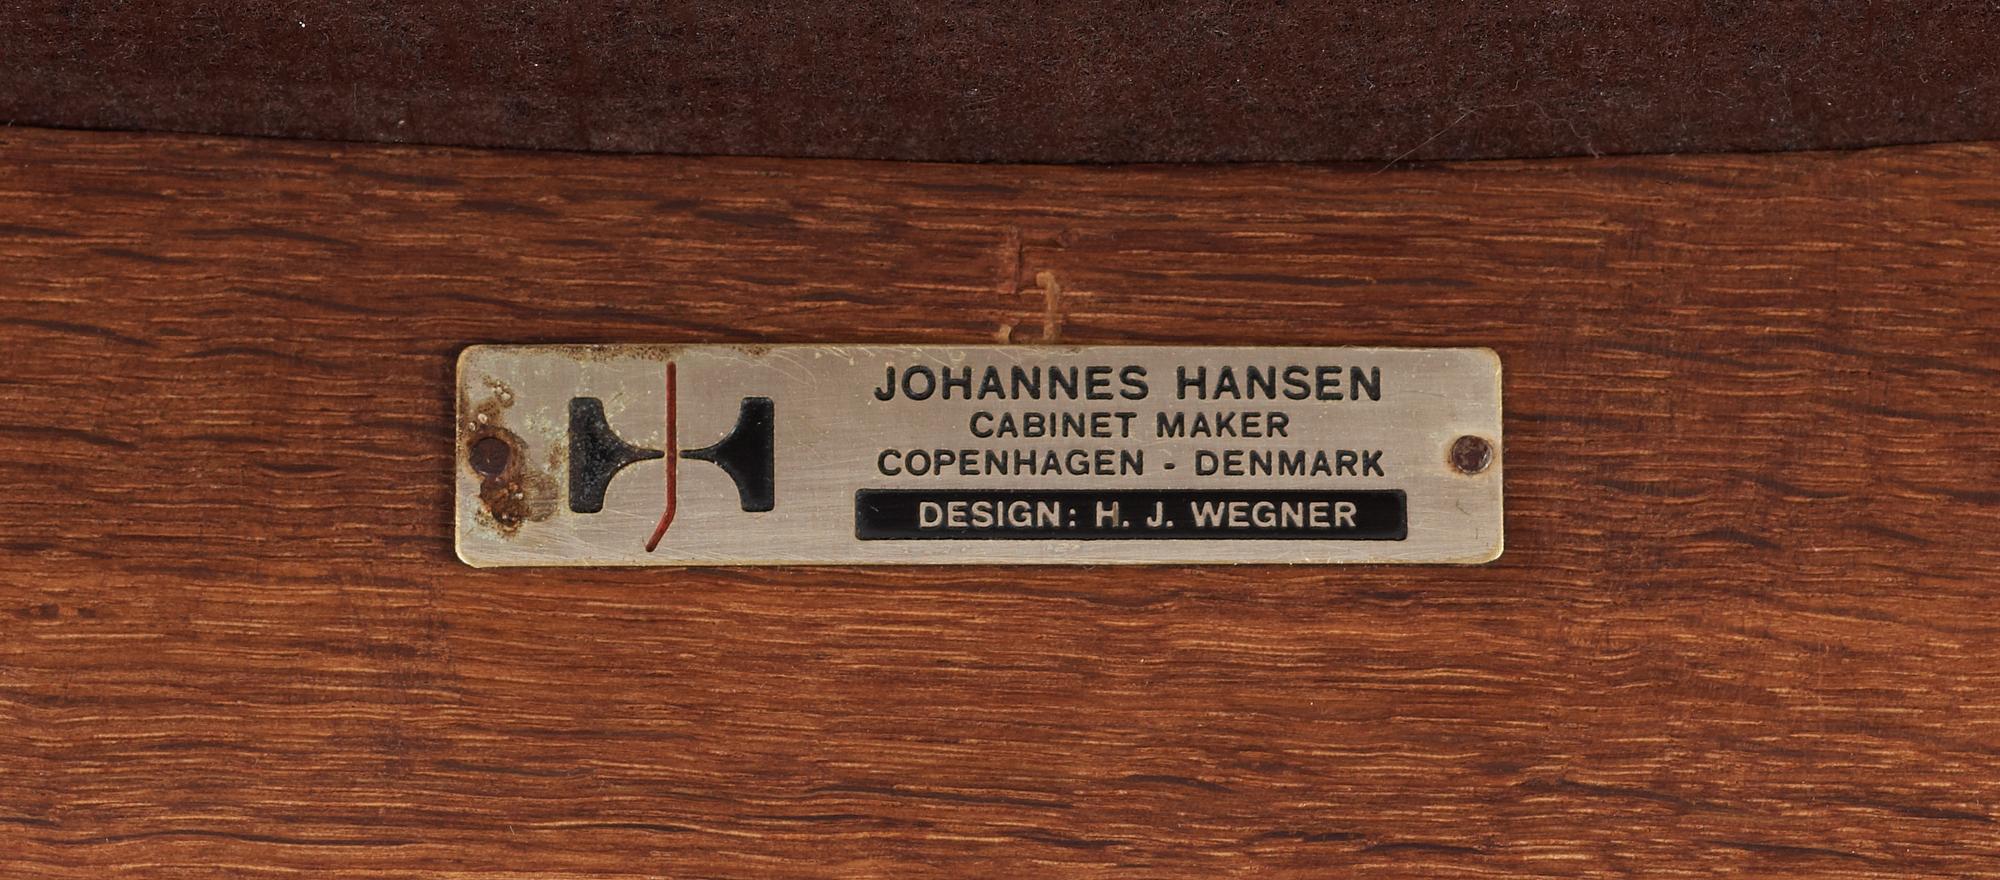 JOHANNES HANSEN
CABINET MAKER
COPENHAGEN - DENMARK
DESIGN: H. J. WEGNER